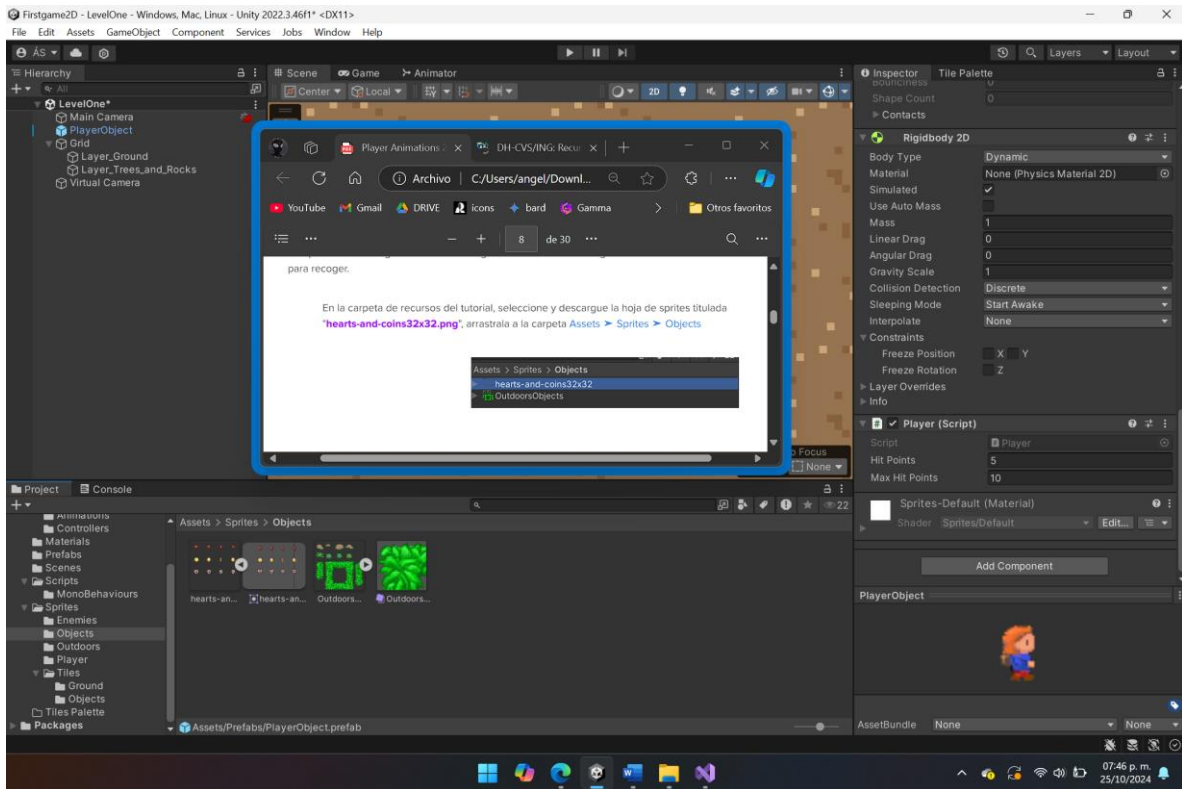 Firstgame2D - LevelOne - Windows, Mac, Linux - Unity 2022.3.46f1* <DX11>
File Edit Assets GameObject Component Services Jobs Window Help
ÁS
Layers Layout
Hierarchy
All
LevelOne*
Main Camera
PlayerObject
Grid
Layer_Ground
Layer_Trees_and_Rocks
Virtual Camera
Scene Game Animator
Center Local 2D
Player Animations DH-CVS/ING: Recur
Archivo C:/Users/angel/Downl...
YouTube Gmail DRIVE icons bard Gamma Otros favoritos
8 de 30
para recoger.
En la carpeta de recursos del tutorial, seleccione y descargue la hoja de sprites titulada
"hearts-and-coins32x32.png", arrastrala a la carpeta Assets ➤ Sprites ➤ Objects
Assets > Sprites > Objects
hearts-and-coins32x32
OutdoorsObjects
Focus
None
Inspector Tile Palette
Bounciness 0
Shape Count 0
Contacts
Rigidbody 2D
Body Type Dynamic
Material None (Physics Material 2D)
Simulated
Use Auto Mass
Mass 1
Linear Drag 0
Angular Drag 0
Gravity Scale 1
Collision Detection Discrete
Sleeping Mode Start Awake
Interpolate None
Constraints
Freeze Position X Y
Freeze Rotation Z
Layer Overrides
Info
Player (Script)
Script Player
Hit Points 5
Max Hit Points 10
Sprites-Default (Material)
Shader Sprites/Default Edit...
Add Component
PlayerObject
AssetBundle None None
Project Console
22
Animations
Controllers
Materials
Prefabs
Scenes
Scripts
MonoBehaviours
Sprites
Enemies
Objects
Outdoors
Player
Tiles
Ground
Objects
Tiles Palette
Packages
Assets > Sprites > Objects
hearts-an... hearts-an... Outdoors... Outdoors...
Assets/Prefabs/PlayerObject.prefab
07:46 p. m.
25/10/2024